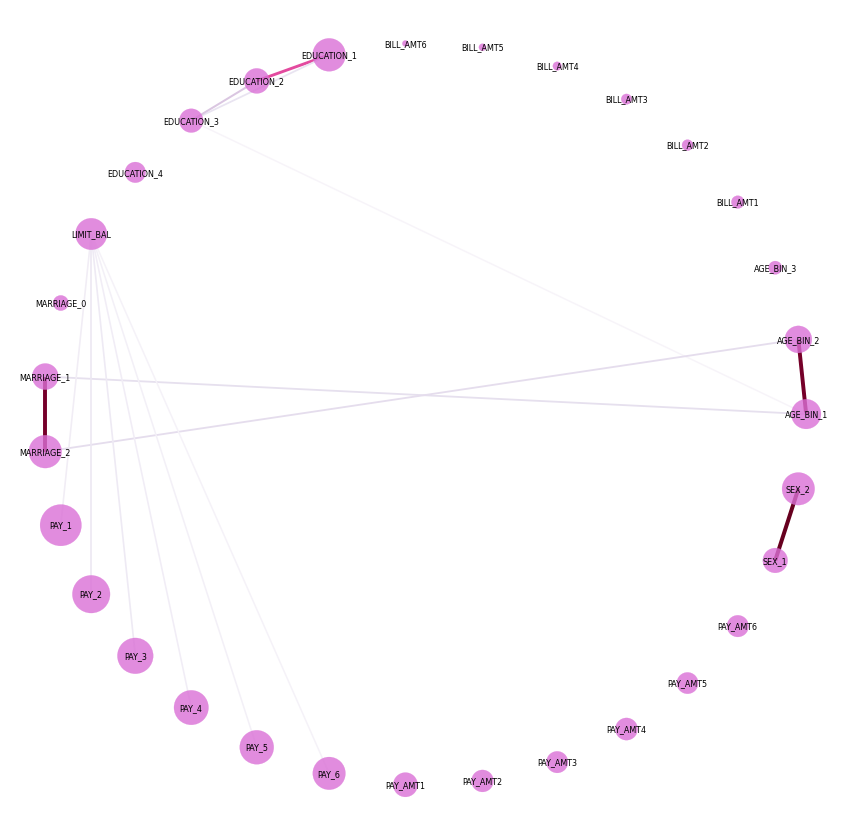 BILL_AMT6
BILL_AMT5
EDUCATION_1
BILL_AMT4
EDUCATION_2
BILL_AMT3
EDUCATION_3
BILL_AMT2
EDUCATION_4
BILL_AMT1
LIMIT_BAL
AGE_BIN_3
MARRIAGE_0
AGE_BIN_2
MARRIAGE_1
AGE_BIN_1
MARRIAGE_2
SEX_2
PAY_1
SEX_1
PAY_2
PAY_AMT6
PAY_3
PAY_AMT5
PAY_4
PAY_AMT4
PAY_5
PAY_AMT3
PAY_6
PAY_AMT2
PAY_AMT1